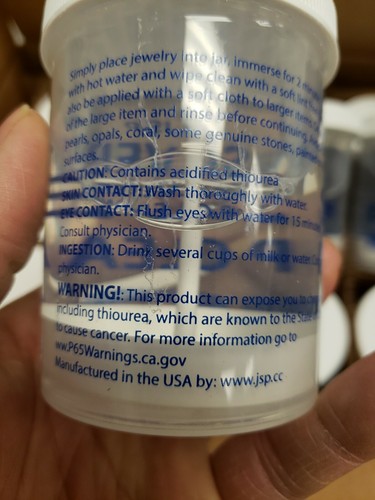 Simply place jewelry into jar, immerse for 2
with hot water and wipe clean with a soft
also be applied with a soft cloth to larger
of the large item and rinse before continuing.
pearls, opals, coral, some genuine stones,
surfaces.
CAUTION: Contains acidified thiourea
SKIN CONTACT: Wash thoroughly with water.
EYE CONTACT: Flush eyes with water for 15
Consult physician.
INGESTION: Drink several cups of milk or water.
physician.
WARNING!: This product can expose you to
including thiourea, which are known to the State
to cause cancer. For more information go to
ww.P65Warnings.ca.gov
Manufactured in the USA by: www.jsp.cc